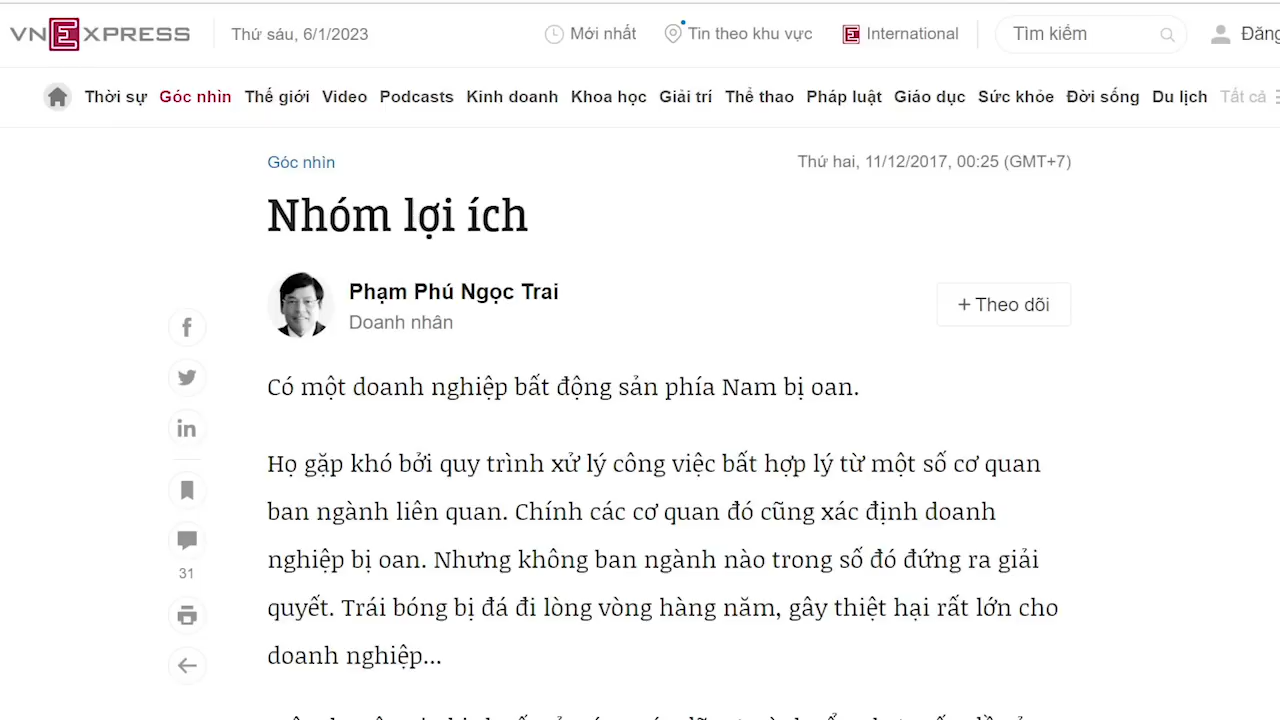 VNEXPRESS
Thứ sáu, 6/1/2023
Mới nhất
Tin theo khu vực
International
Tìm kiếm
Thời sự Góc nhìn Thế giới Video Podcasts Kinh doanh Khoa học Giải trí Thể thao Pháp luật Giáo dục Sức khỏe Đời sống Du lịch Tất cả
Góc nhìn
Thứ hai, 11/12/2017, 00:25 (GMT+7)
Nhóm lợi ích
Phạm Phú Ngọc Trai
Doanh nhân
+ Theo dõi
Có một doanh nghiệp bất động sản phía Nam bị oan.
Họ gặp khó bởi quy trình xử lý công việc bất hợp lý từ một số cơ quan
ban ngành liên quan. Chính các cơ quan đó cũng xác định doanh
nghiệp bị oan. Nhưng không ban ngành nào trong số đó đứng ra giải
quyết. Trái bóng bị đá đi lòng vòng hàng năm, gây thiệt hại rất lớn cho
doanh nghiệp...
31